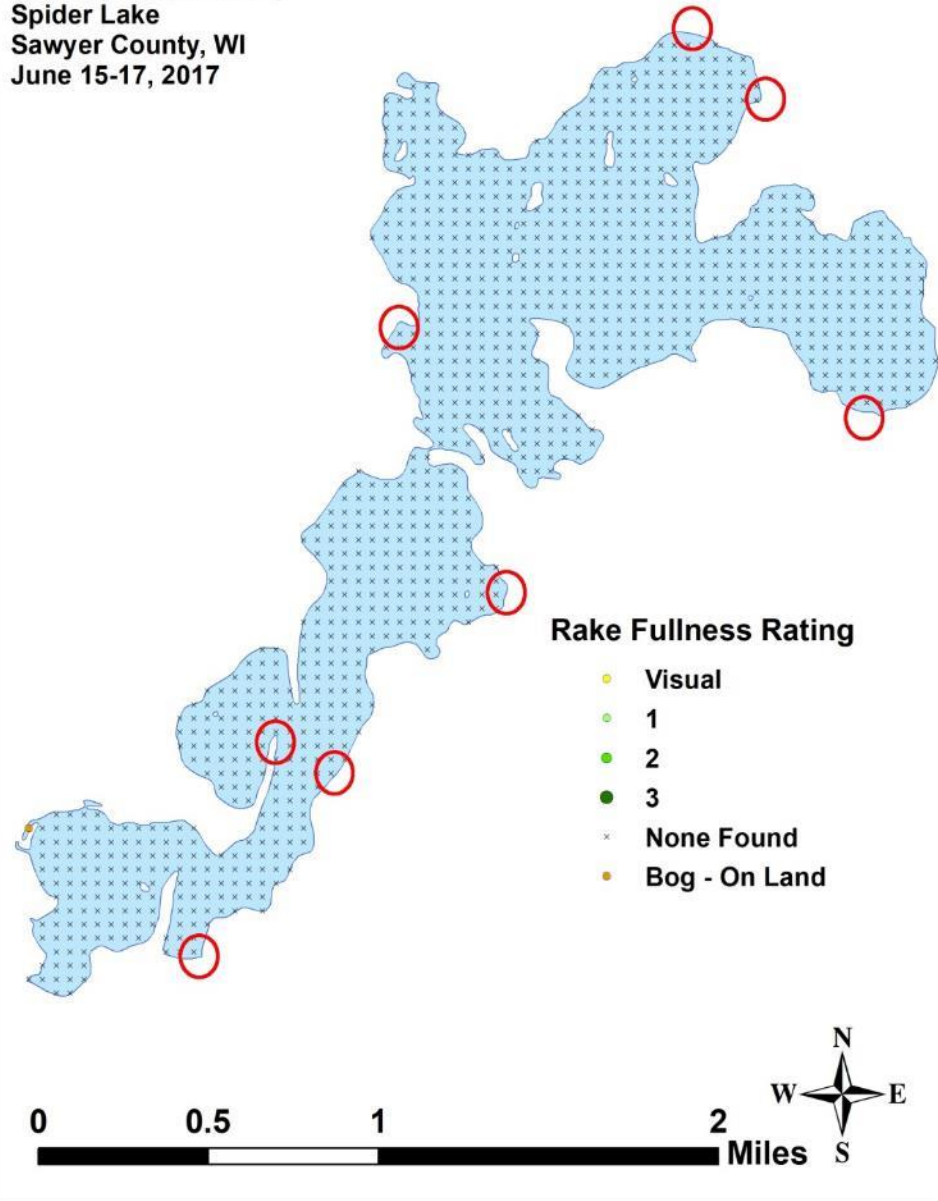 Spider Lake
Sawyer County, WI
June 15-17, 2017
Rake Fullness Rating
Visual
1
2
3
None Found
Bog - On Land
N
W E
S
0 0.5 1 2
Miles